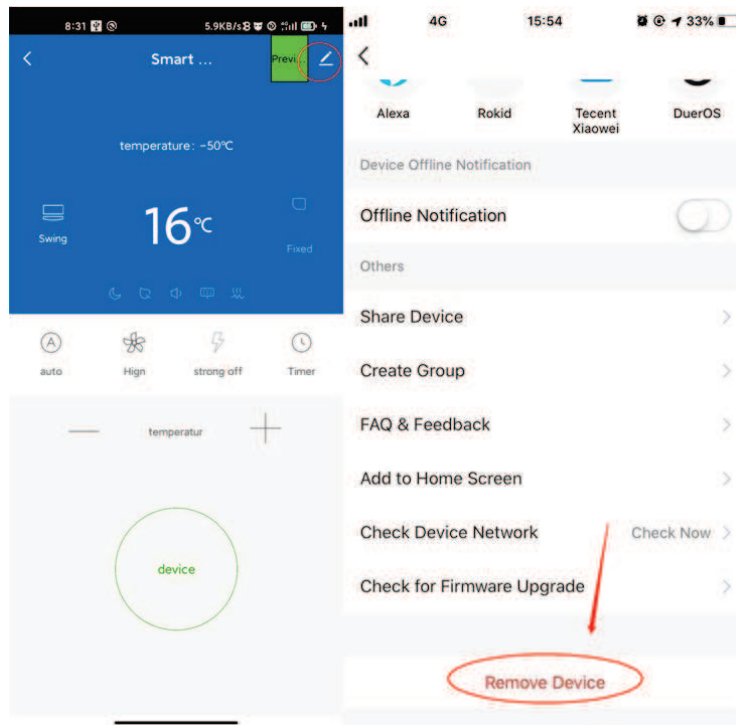 8:31
5.9KB/s
Smart ...
Previ...
temperature: -50℃
16℃
Swing
Fixed
A
auto
Hign
strong off
Timer
temperatur
device
4G
15:54
33%
Alexa
Rokid
Tecent
Xiaowei
DuerOS
Device Offline Notification
Offline Notification
Others
Share Device
Create Group
FAQ & Feedback
Add to Home Screen
Check Device Network
Check Now
Check for Firmware Upgrade
Remove Device